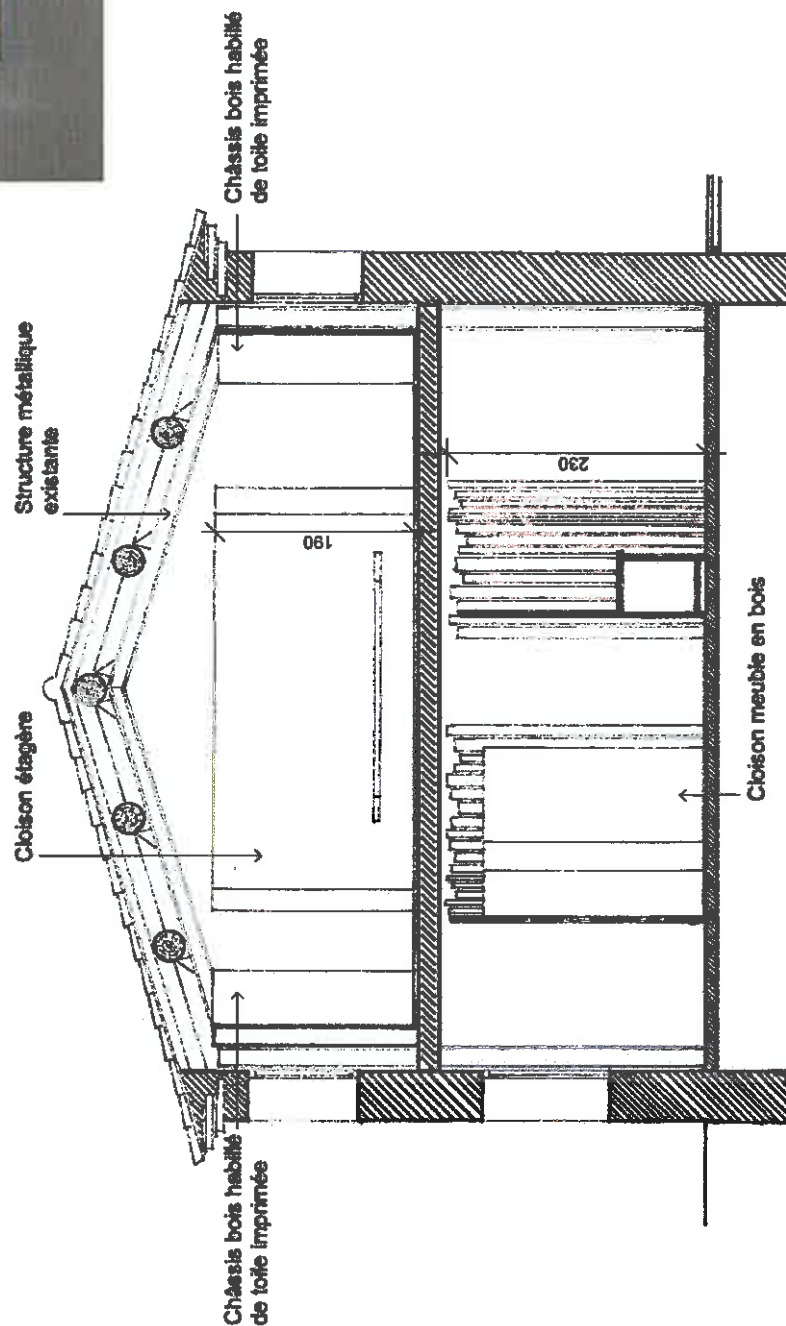 Châssis bois habillé
de toile imprimée
Cloison étagère
Structure métallique
existante
Châssis bois habillé
de toile imprimée
190
230
Cloison meuble en bois